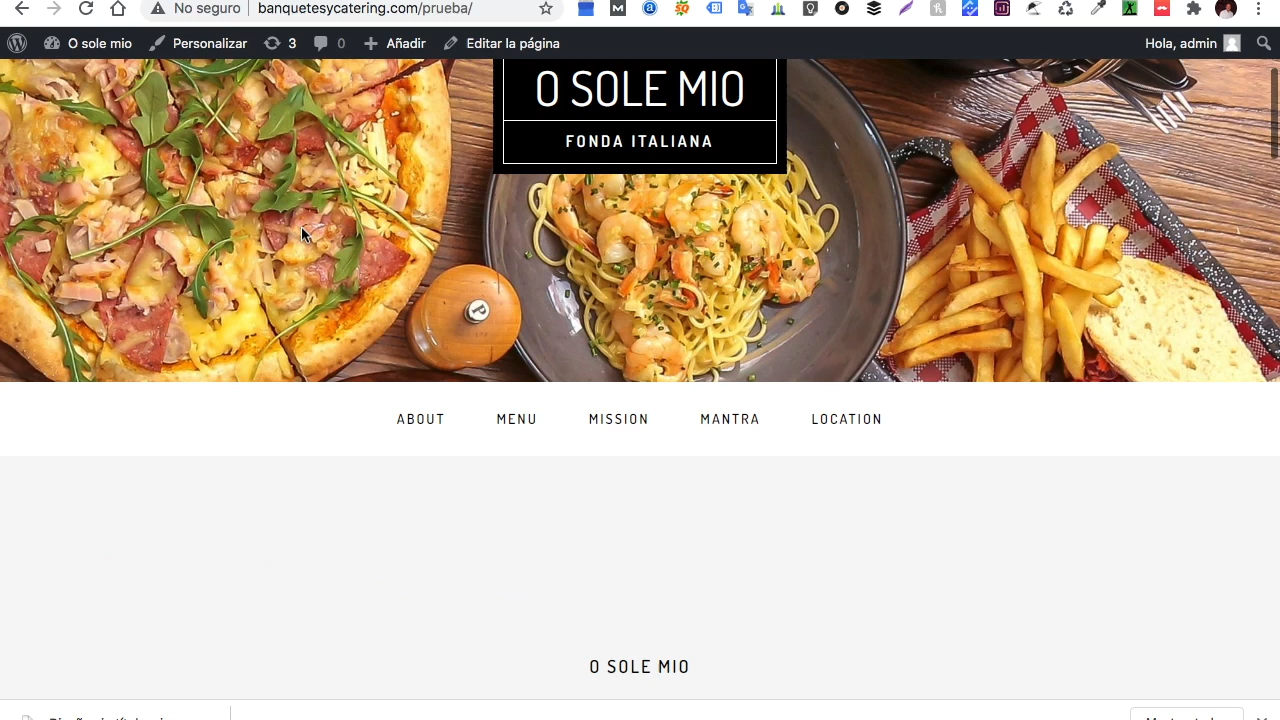 No seguro
banquetesycatering.com/prueba/
O sole mio
Personalizar
3
0
Añadir
Editar la página
Hola, admin
O SOLE MIO
FONDA ITALIANA
P
ABOUT
MENU
MISSION
MANTRA
LOCATION
O SOLE MIO